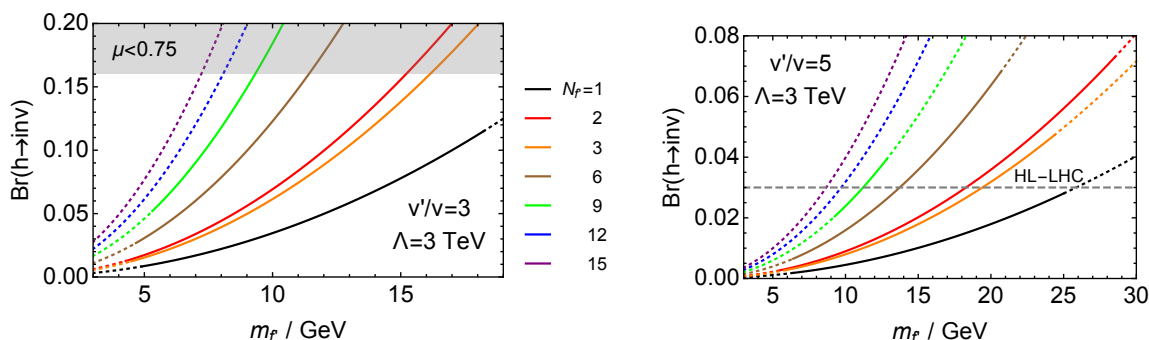 0.20
0.15
0.10
0.05
0.00
Br(h→inv)
μ<0.75
v'/v=3
Λ=3 TeV
5
10
15
m_f' / GeV
N_f'=1
2
3
6
9
12
15
0.08
0.06
0.04
0.02
0.00
Br(h→inv)
v'/v=5
Λ=3 TeV
HL-LHC
5
10
15
20
25
30
m_f' / GeV